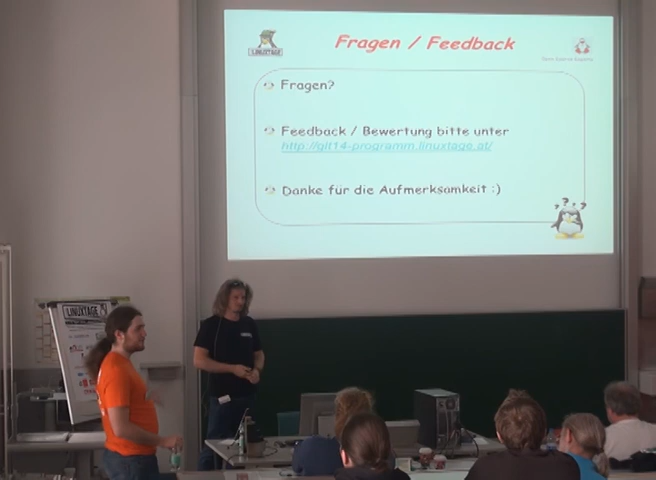 LINUXTAGE
Fragen / Feedback
Fragen?
Feedback / Bewertung bitte unter
http://glt14-programm.linuxtage.at/
Danke für die Aufmerksamkeit :)
? ? ? ?
LINUXTAGE